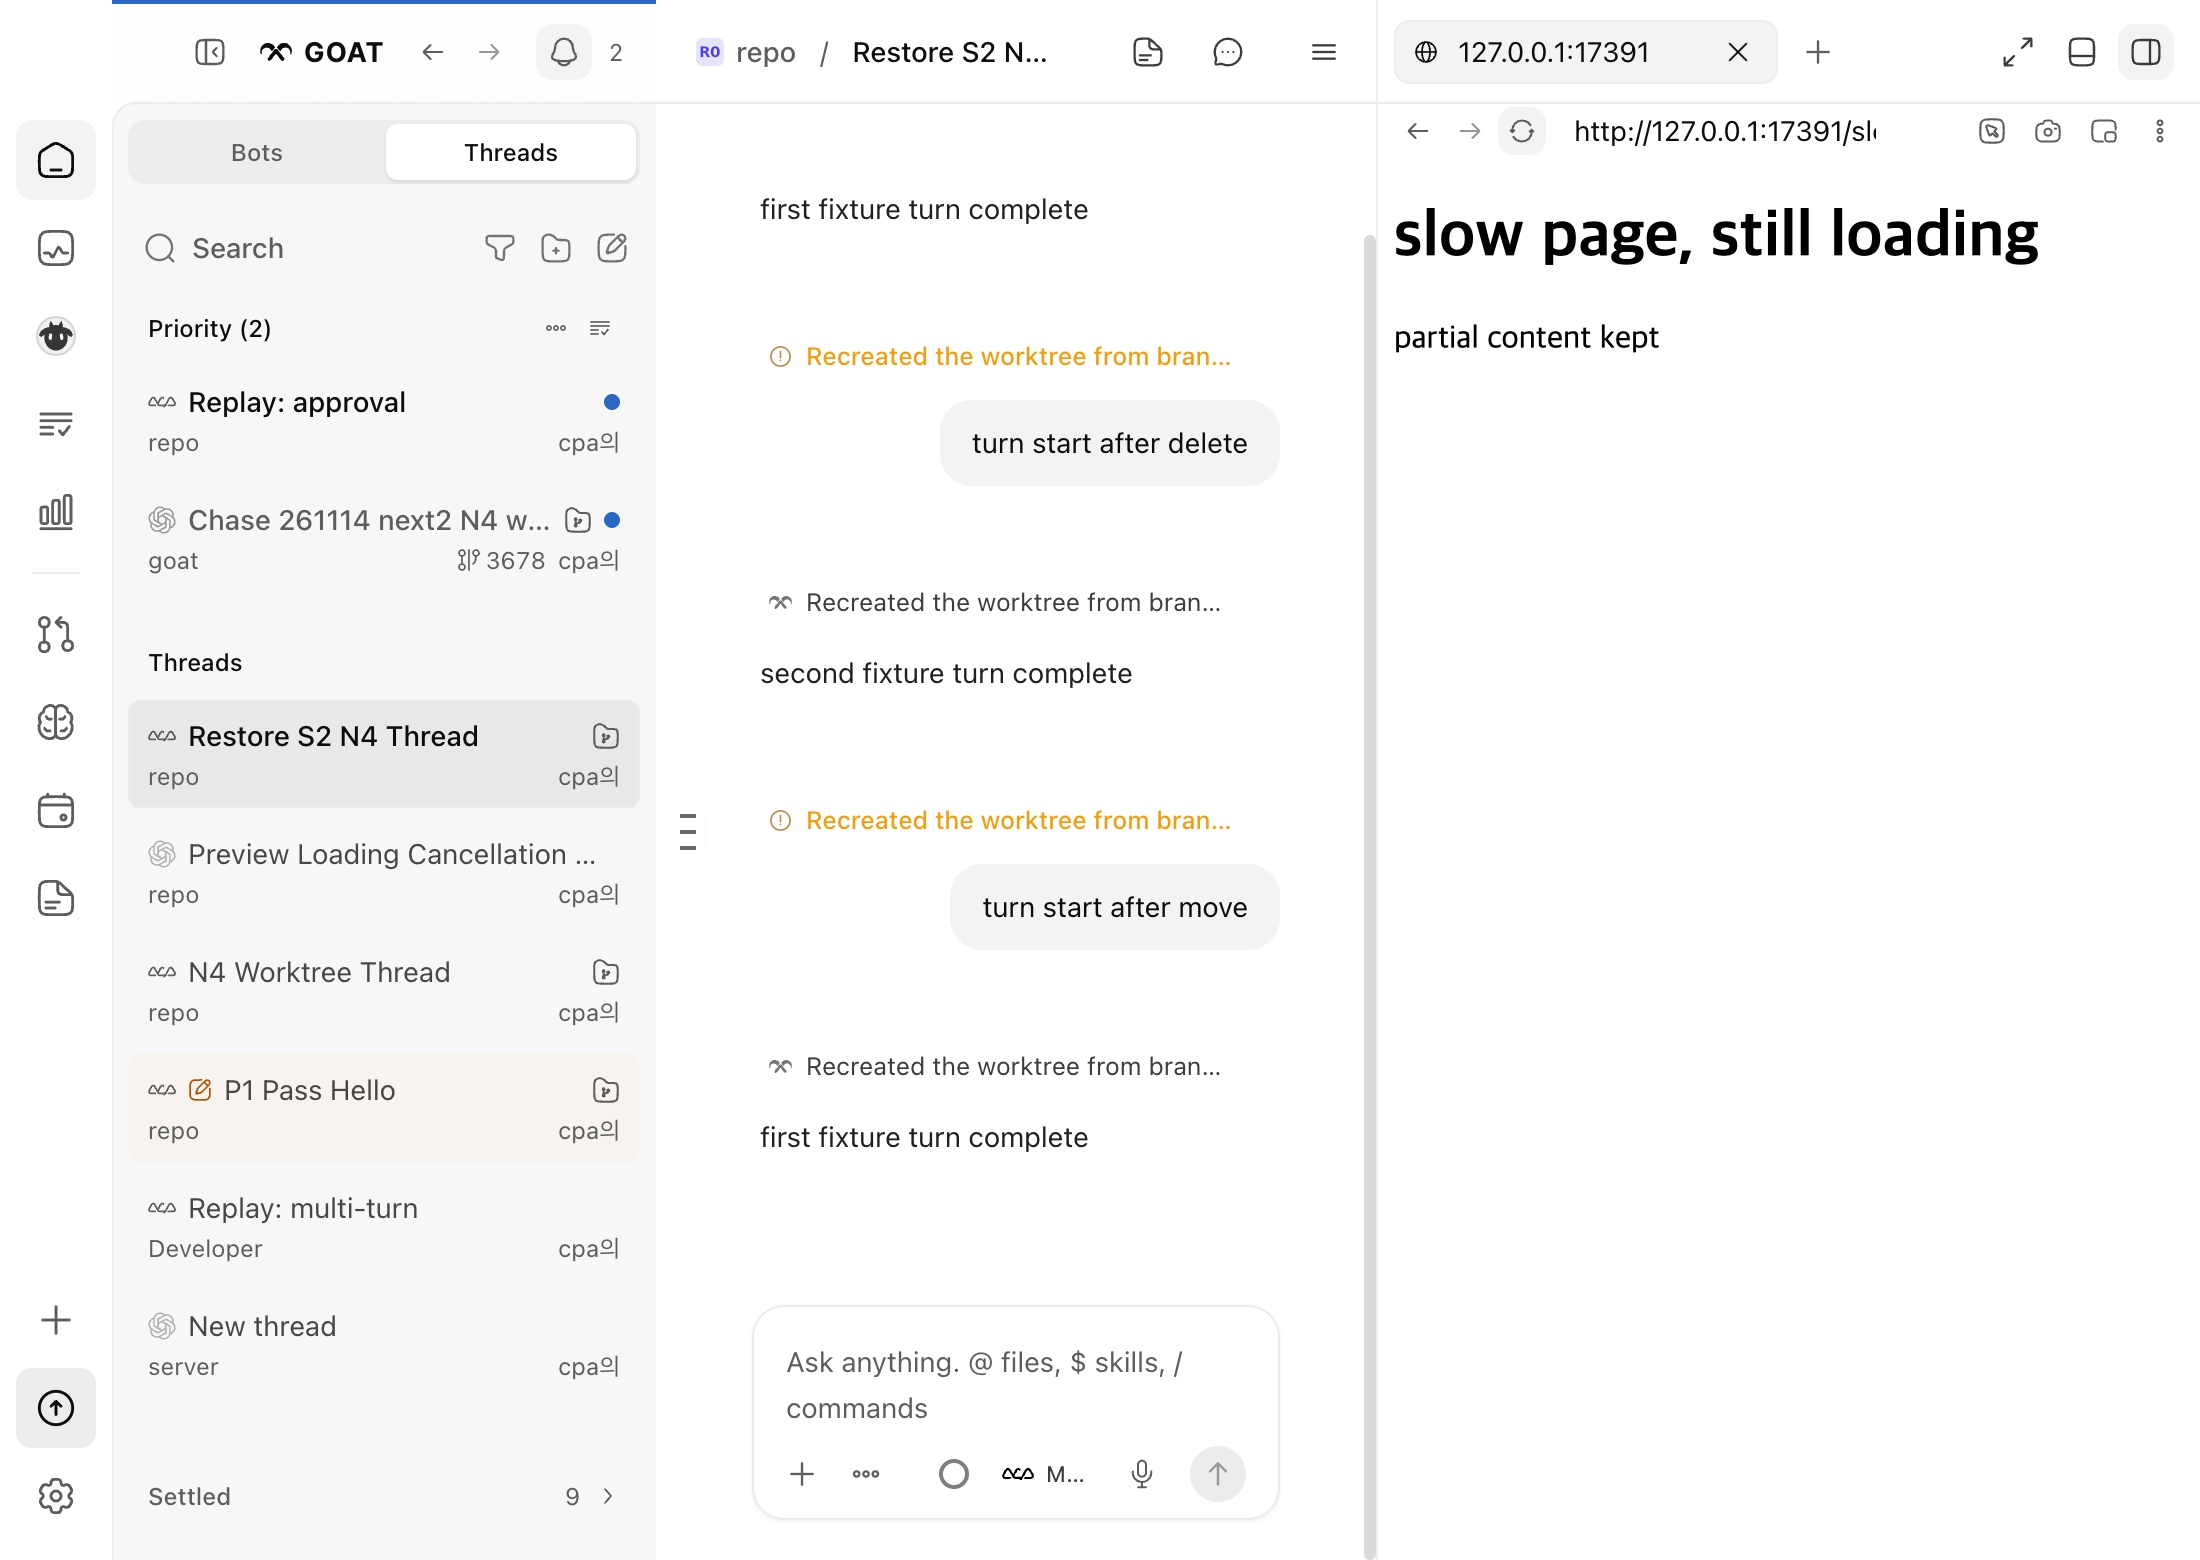 GOAT
2
RO repo / Restore S2 N...
127.0.0.1:17391
http://127.0.0.1:17391/sl
Bots
Threads
Search
Priority (2)
Replay: approval
repo
cpa의
Chase 261114 next2 N4 w...
goat
3678 cpa의
Threads
Restore S2 N4 Thread
repo
cpa의
Preview Loading Cancellation ...
repo
cpa의
N4 Worktree Thread
repo
cpa의
P1 Pass Hello
repo
cpa의
Replay: multi-turn
Developer
cpa의
New thread
server
cpa의
Settled
9
first fixture turn complete
Recreated the worktree from bran...
turn start after delete
Recreated the worktree from bran...
second fixture turn complete
Recreated the worktree from bran...
turn start after move
Recreated the worktree from bran...
first fixture turn complete
Ask anything. @ files, $ skills, /
commands
M...
slow page, still loading
partial content kept